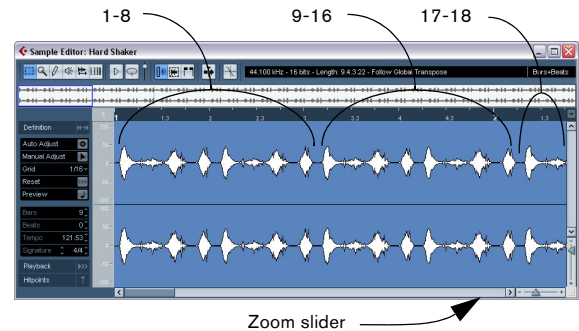 1-8 9-16 17-18
Sample Editor: Hard Shaker
44.100 kHz - 16 bits - Length: 9.4.3.22 - Follow Global Transpose Bars+Beats
1 1.3 2 2.3 3 3.3 4 4.3 2 1.3
Definition
Auto Adjust
Manual Adjust
Grid 1/16
Reset
Preview
Bars 9
Beats 0
Tempo 121.53
Signature 4/4
Playback
Hitpoints
Zoom slider